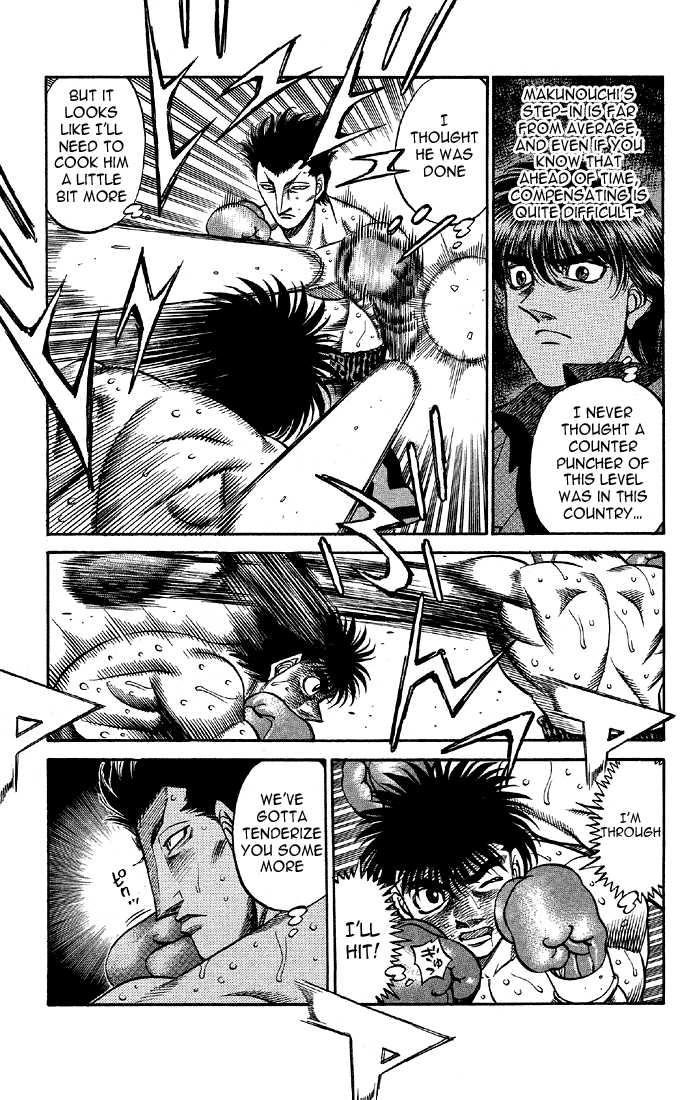 MAKUNOUCHI'S
STEP-IN IS FAR
FROM AVERAGE,
AND EVEN IF YOU
KNOW THAT
AHEAD OF TIME
COMPENSATING IS
QUITE DIFFICULT-
I NEVER
THOUGHT A
COUNTER
PUNCHER OF
THIS LEVEL
WAS IN THIS
COUNTRY...
I
THOUGHT
HE WAS
DONE
BUT IT
LOOKS
LIKE I'LL
NEED TO
COOK HIM
A LITTLE
BIT MORE
I'M
THROUGH
I'LL
HIT!
ぎゅ
WE'VE
GOTTA
TENDERIZE
YOU SOME
MORE